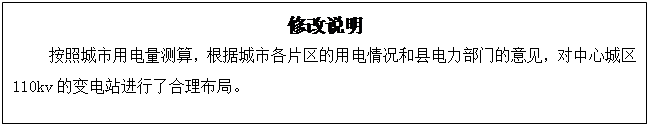 修改说明
按照城市用电量测算，根据城市各片区的用电情况和县电力部门的意见，对中心城区
110kv的变电站进行了合理布局。